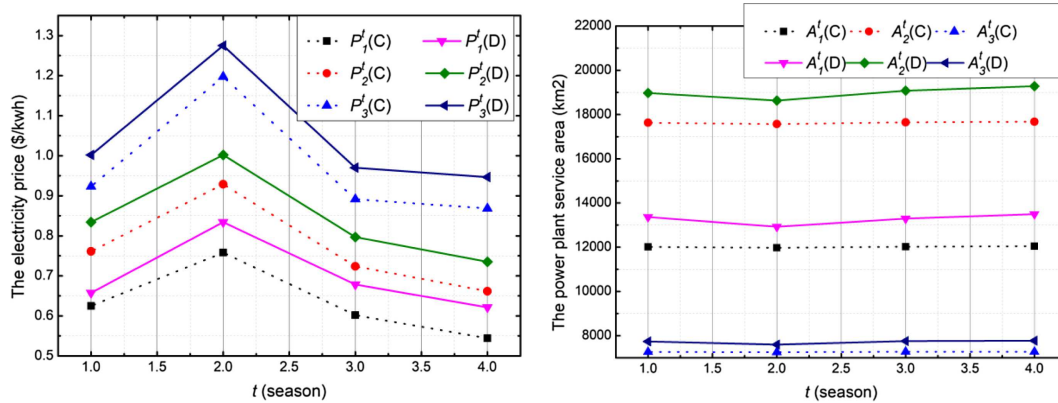 The electricity price ($/kwh)
1.3
1.2
1.1
1.0
0.9
0.8
0.7
0.6
0.5
P₁ᵗ(C) P₁ᵗ(D)
P₂ᵗ(C) P₂ᵗ(D)
P₃ᵗ(C) P₃ᵗ(D)
1.0 1.5 2.0 2.5 3.0 3.5 4.0
t (season)
The power plant service area (km2)
22000
20000
18000
16000
14000
12000
10000
8000
A₁ᵗ(C) A₂ᵗ(C) A₃ᵗ(C)
A₁ᵗ(D) A₂ᵗ(D) A₃ᵗ(D)
1.0 1.5 2.0 2.5 3.0 3.5 4.0
t (season)